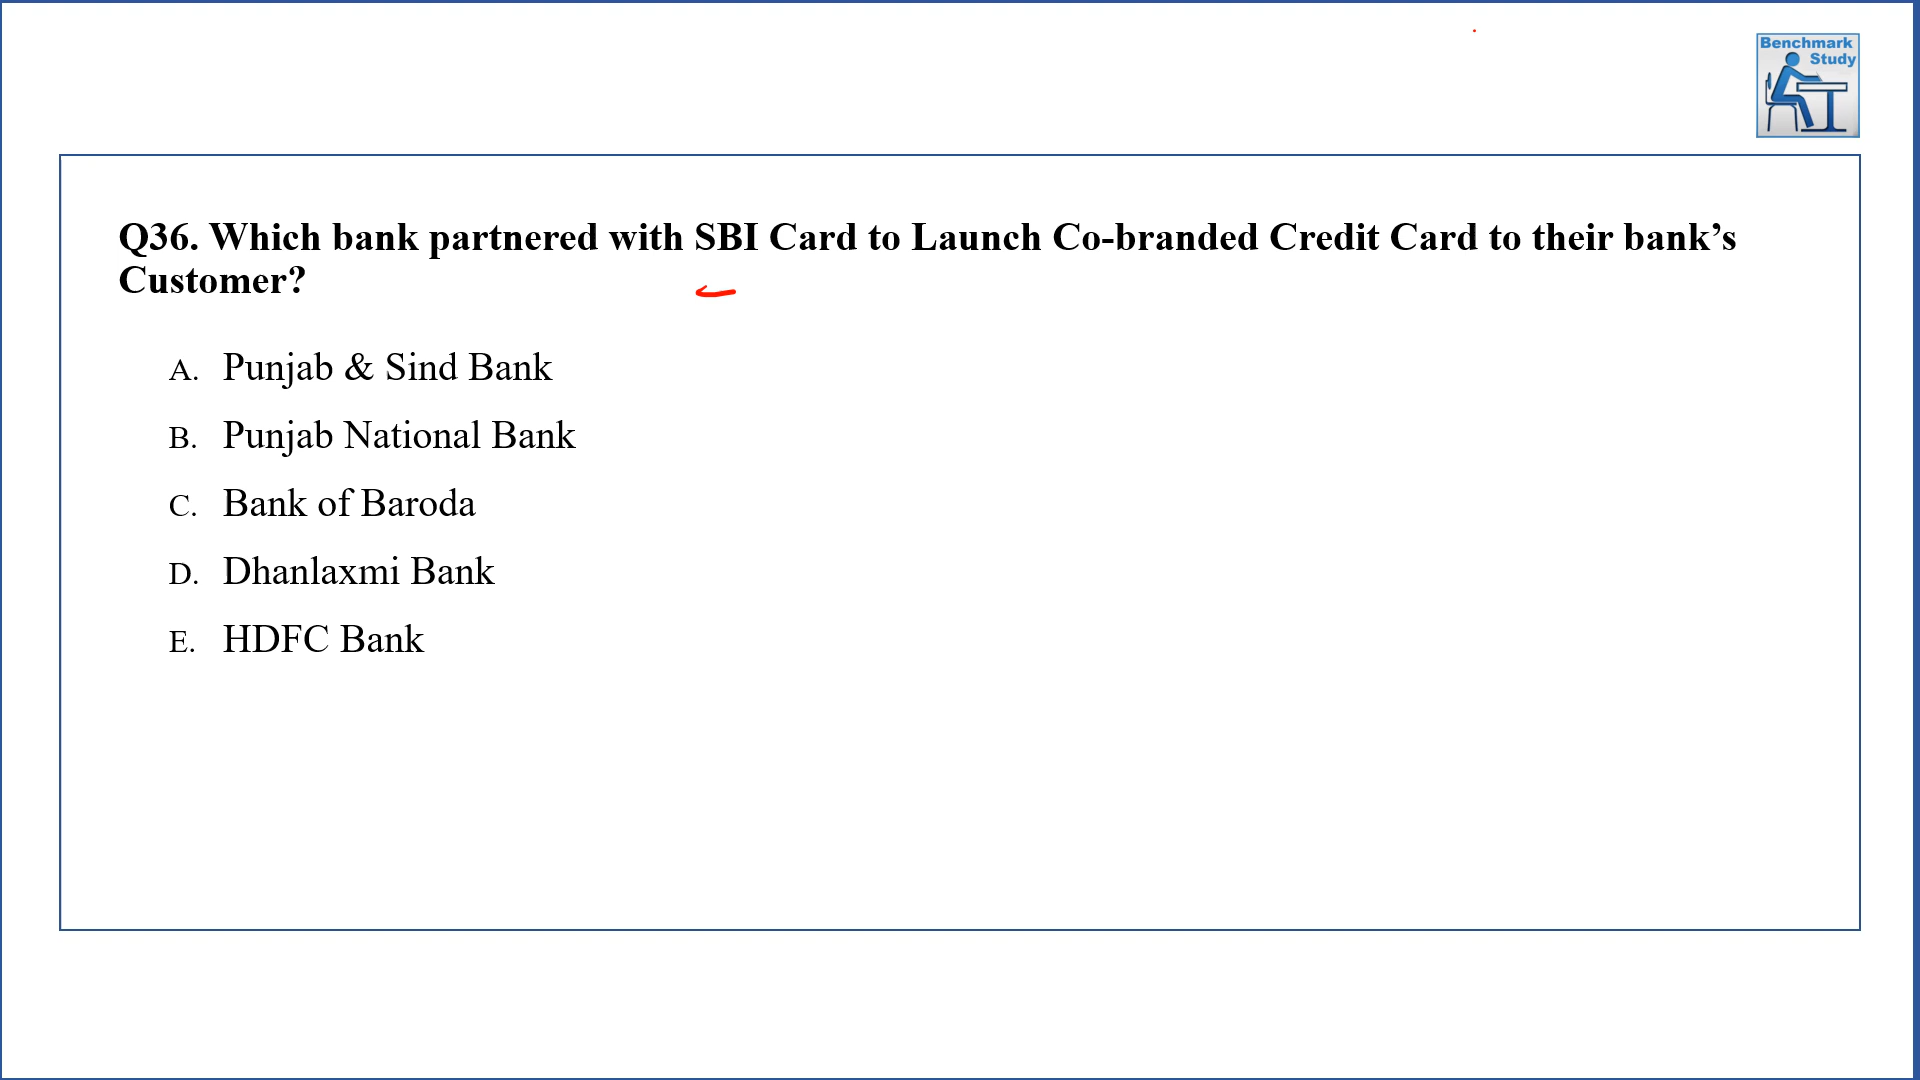 Benchmark
Study
Q36. Which bank partnered with SBI Card to Launch Co-branded Credit Card to their bank’s
Customer?
A. Punjab & Sind Bank
B. Punjab National Bank
C. Bank of Baroda
D. Dhanlaxmi Bank
E. HDFC Bank